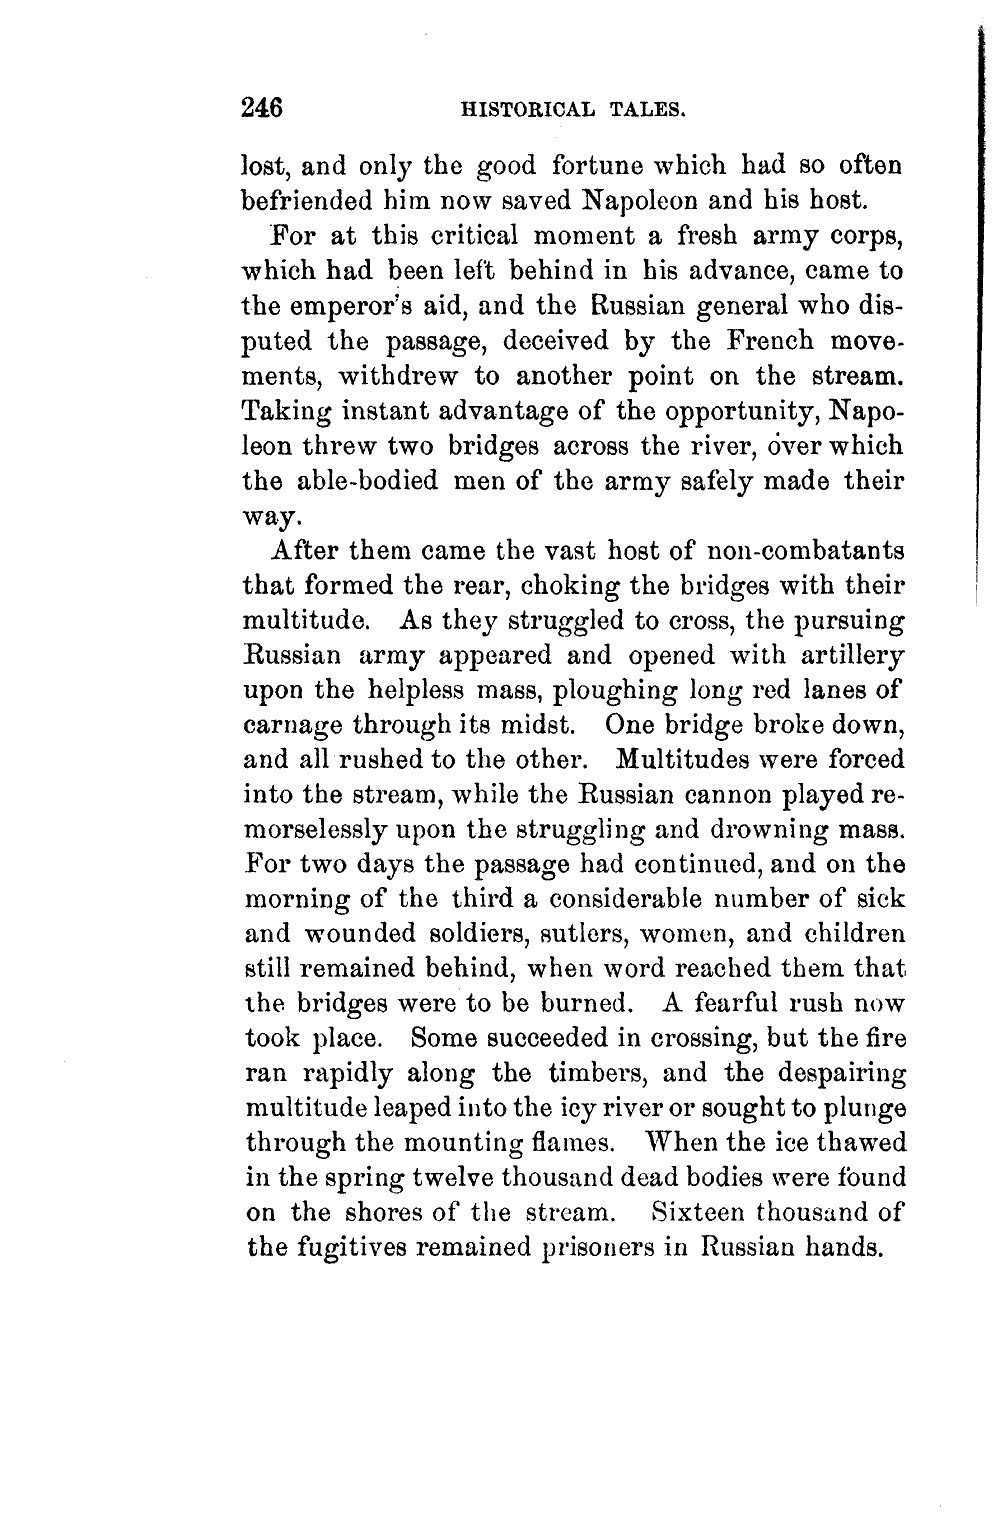 246 HISTORICAL TALES.
lost, and only the good fortune which had so often
befriended him now saved Napoleon and his host.
For at this critical moment a fresh army corps,
which had been left behind in his advance, came to
the emperor's aid, and the Russian general who dis-
puted the passage, deceived by the French move-
ments, withdrew to another point on the stream.
Taking instant advantage of the opportunity, Napo-
leon threw two bridges across the river, over which
the able-bodied men of the army safely made their
way.
After them came the vast host of non-combatants
that formed the rear, choking the bridges with their
multitude. As they struggled to cross, the pursuing
Russian army appeared and opened with artillery
upon the helpless mass, ploughing long red lanes of
carnage through its midst. One bridge broke down,
and all rushed to the other. Multitudes were forced
into the stream, while the Russian cannon played re-
morselessly upon the struggling and drowning mass.
For two days the passage had continued, and on the
morning of the third a considerable number of sick
and wounded soldiers, sutlers, women, and children
still remained behind, when word reached them that
the bridges were to be burned. A fearful rush now
took place. Some succeeded in crossing, but the fire
ran rapidly along the timbers, and the despairing
multitude leaped into the icy river or sought to plunge
through the mounting flames. When the ice thawed
in the spring twelve thousand dead bodies were found
on the shores of the stream. Sixteen thousand of
the fugitives remained prisoners in Russian hands.